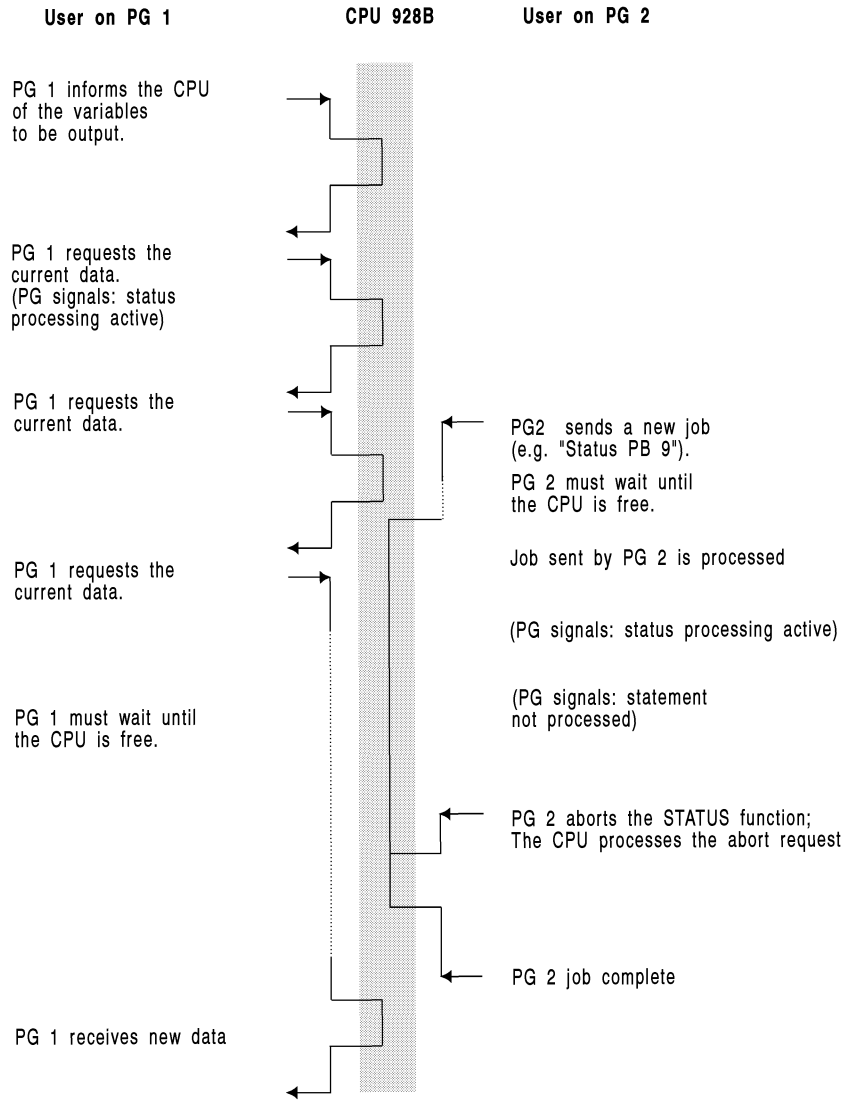 User on PG 1
CPU 928B
User on PG 2
PG 1 informs the CPU
of the variables
to be output.
PG 1 requests the
current data.
(PG signals: status
processing active)
PG 1 requests the
current data.
PG2 sends a new job
(e.g. "Status PB 9").
PG 2 must wait until
the CPU is free.
Job sent by PG 2 is processed
PG 1 requests the
current data.
(PG signals: status processing active)
(PG signals: statement
not processed)
PG 1 must wait until
the CPU is free.
PG 2 aborts the STATUS function;
The CPU processes the abort request
PG 2 job complete
PG 1 receives new data